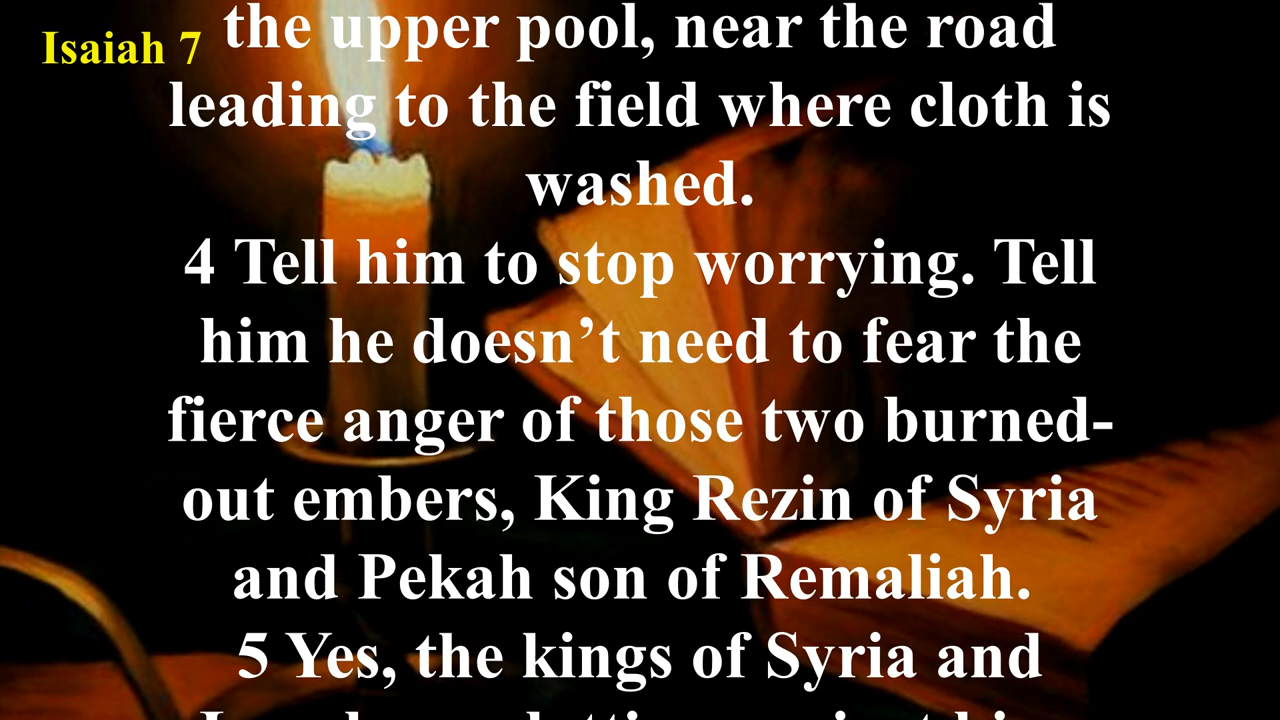 Isaiah 7
the upper pool, near the road
leading to the field where cloth is
washed.
4 Tell him to stop worrying. Tell
him he doesn’t need to fear the
fierce anger of those two burned-
out embers, King Rezin of Syria
and Pekah son of Remaliah.
5 Yes, the kings of Syria and